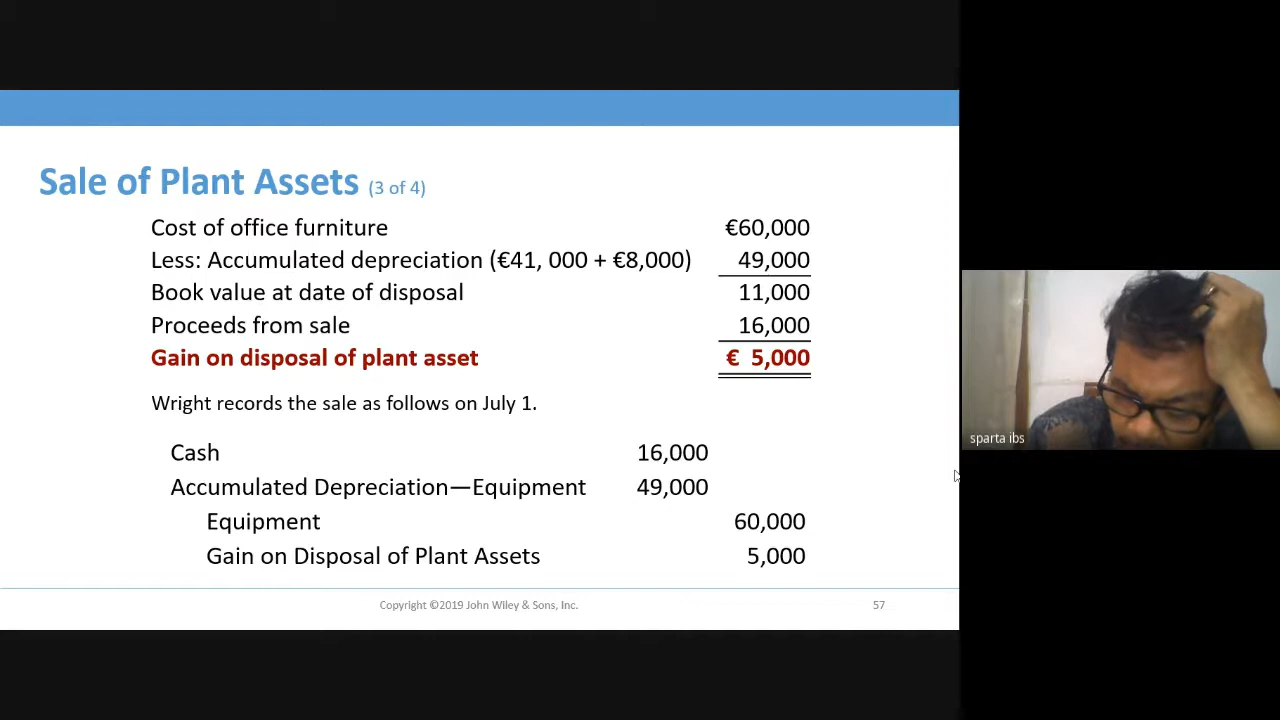 Sale of Plant Assets (3 of 4)
Cost of office furniture €60,000
Less: Accumulated depreciation (€41, 000 + €8,000) 49,000
Book value at date of disposal 11,000
Proceeds from sale 16,000
Gain on disposal of plant asset € 5,000
Wright records the sale as follows on July 1.
Cash 16,000
Accumulated Depreciation—Equipment 49,000
Equipment 60,000
Gain on Disposal of Plant Assets 5,000
Copyright ©2019 John Wiley & Sons, Inc. 57
sparta ibs